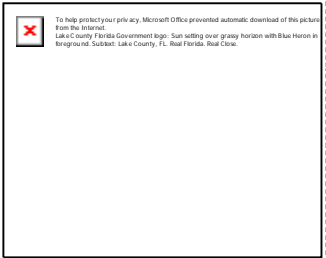 To help protect your privacy, Microsoft Office prevented automatic download of this picture
from the Internet.
Lake County Florida Government logo: Sun setting over grassy horizon with Blue Heron in
foreground. Subtext: Lake County, FL. Real Florida. Real Close.